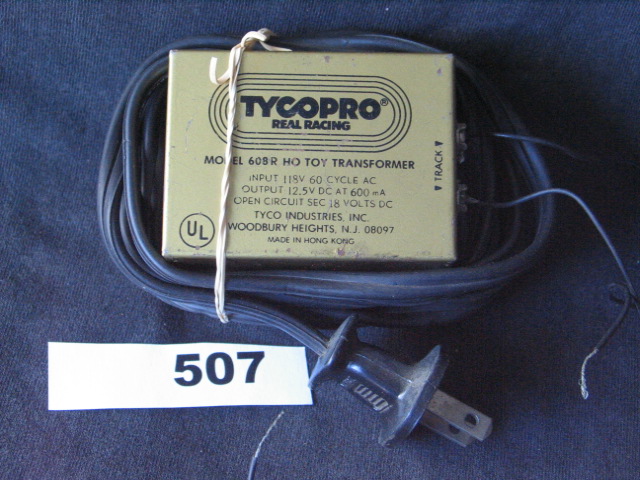 TYCOPRO®
REAL RACING
MODEL 608R HO TOY TRANSFORMER
INPUT 118V 60 CYCLE AC
OUTPUT 12.5V DC AT 600 mA
OPEN CIRCUIT SEC 18 VOLTS DC
TYCO INDUSTRIES, INC.
WOODBURY HEIGHTS, N.J. 08097
MADE IN HONG KONG
UL
▼ TRACK ▼
507